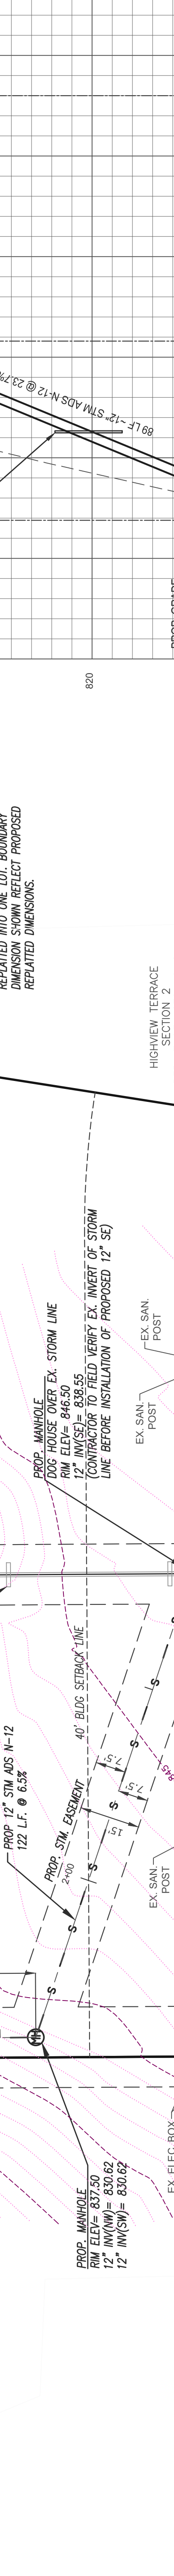 89 LF ~ 12" STM ADS N-12 @ 23.7%
820
REPLATTED INTO ONE LOT. BOUNDARY
DIMENSION SHOWN REFLECT PROPOSED
REPLATTED DIMENSIONS.
HIGHVIEW TERRACE
SECTION 2
PROP. MANHOLE
DOG HOUSE OVER EX. STORM LINE
RIM ELEV= 846.50
12" INV(SE)= 838.55
(CONTRACTOR TO FIELD VERIFY EX. INVERT OF STORM
LINE BEFORE INSTALLATION OF PROPOSED 12" SE)
EX. SAN.
POST
EX. SAN.
POST
40' BLDG SETBACK LINE
PROP 12" STM ADS N-12
122 L.F. @ 6.5%
PROP. STM. EASEMENT
2+00
7.5'
7.5'
15'
845
S
S
S
S
S
S
EX. SAN.
POST
MH
PROP. MANHOLE
RIM ELEV= 837.50
12" INV(NW)= 830.62
12" INV(SW)= 830.62
EX ELEC BOX